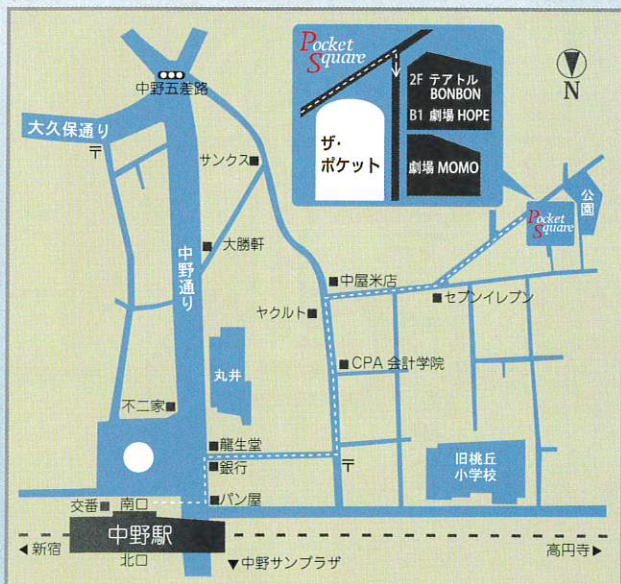 中野五差路
大久保通り
〒
サンクス
大勝軒
中野通り
丸井
不二家
龍生堂
銀行
パン屋
交番
南口
中野駅
北口
◀新宿
▼中野サンプラザ
高円寺▶
Pocket
Square
2F テアトル
BONBON
B1 劇場 HOPE
ザ・
ポケット
劇場 MOMO
N
公園
Pocket
Square
中屋米店
セブンイレブン
ヤクルト
CPA 会計学院
〒
旧桃丘
小学校